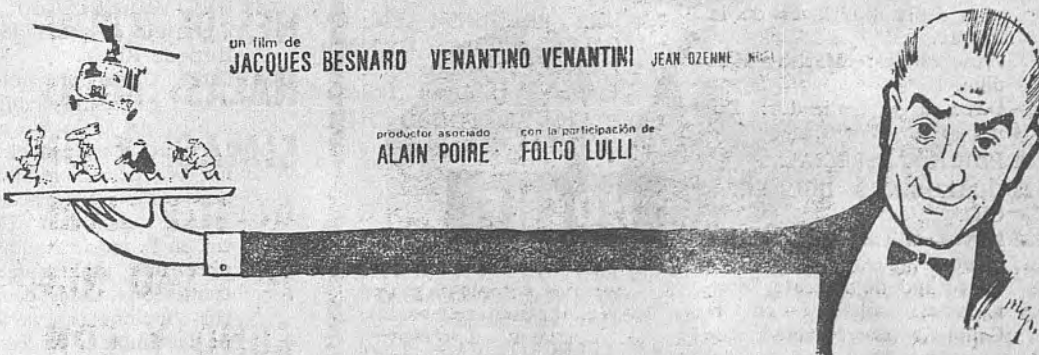 un film de
JACQUES BESNARD VENANTINO VENANTINI JEAN OZENNE
productor asociado con la participación de
ALAIN POIRE FOLCO LULLI